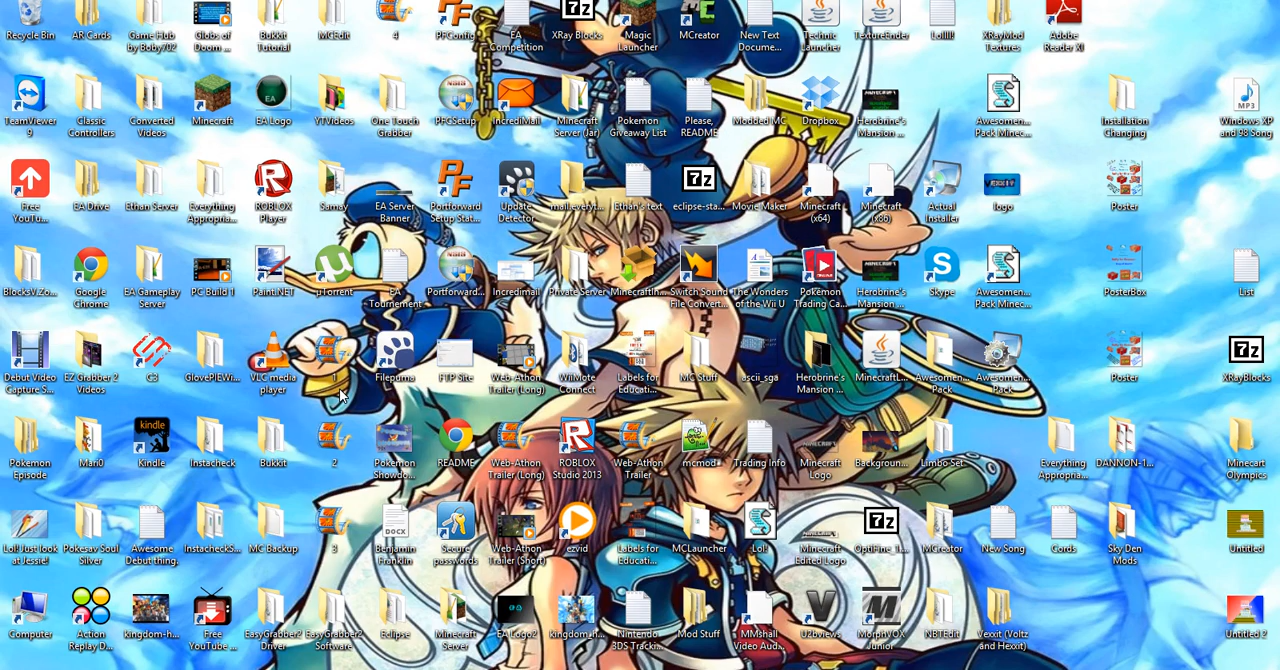 Recycle Bin
AR Cards
Game Hub
by Boby702
Globs of
Doom ...
Bukkit
Tutorial
MCEdit
4
PFConfig
EA
Competition
XRay Blocks
Magic
Launcher
MCreator
New Text
Docume...
Technic
Launcher
TextureEnder
Lolllll!
XRayMod
Textures
Adobe
Reader XI
TeamViewer
9
Classic
Controllers
Converted
Videos
Minecraft
EA Logo
YTVideos
One Touch
Grabber
PFCSetup
IncrediMail
Minecraft
Server (Jar)
Pokemon
Giveaway List
Please,
README
Modded MC
Dropbox
Herobrine's
Mansion ...
Awesomen...
Pack Minec...
Installation
Changing
Windows XP
and 98 Song
Free
YouTu...
EA Drive
Ethan Server
Everything
Appropria...
ROBLOX
Player
Samay
EA Server
Banner
Portforward
Setup Stat...
Update
Detector
mail.everyt...
Ethan's text
eclipse-sta...
Movie Maker
Minecraft
(x64)
Minecraft
(x86)
Actual
Installer
logo
Poster
BlocksVZo...
Google
Chrome
EA Gameplay
Server
PC Build 1
Paint.NET
µTorrent
EA
Tournement
Portforward...
Incredimail
Private Server
MinecraftIn...
Switch Sound
File Convert...
The Wonders
of the Wii U
Pokémon
Trading Ca...
Herobrine's
Mansion ...
Skype
Awesomen...
Pack Minec...
PosterBox
List
Debut Video
Capture S...
EZ Grabber 2
Videos
C3
GlovePIEWi...
VLC media
player
1
Filepuma
FTP Site
Web-Athon
Trailer (Long)
WiiMote
Connect
Labels for
Educati...
MC Stuff
ascii_sga
Herobrine's
Mansion ...
MinecraftL...
Awesomen...
Pack
Awesomen...
Pack
Poster
XRayBlocks
Pokemon
Episode
Mari0
Kindle
Instacheck
Bukkit
2
Pokemon
Showdo...
README
Web-Athon
Trailer (Long)
ROBLOX
Studio 2013
Web-Athon
Trailer
mcmod
Trading Info
Minecraft
Logo
Backgroun...
Limbo Set...
Everything
Appropria...
DANNON-1...
Minecart
Olympics
Lol! Just look
at Jessie!
Pokesav Soul
Silver
Awesome
Debut thing.
InstacheckS...
MC Backup
3
Benjamin
Franklin
Secure
passwords
Web-Athon
Trailer (Short)
ezvid
Labels for
Educati...
MCLauncher
Lol!
Minecraft
Edited Logo
OptiFine_1....
MCreator
New Song
Cords
Sky Den
Mods
Untitled
Computer
Action
Replay D...
kingdom-h...
Free
YouTube ...
EasyGrabber2
Driver
EasyGrabber2
Software
Eclipse
Minecraft
Server
EA Logo2
kingdom_h...
Nintendo
3DS Tracki...
Mod Stuff
MMshall
Video Aud...
U2bviews
MorphVOX
Junior
NBTEdit
Vexxit (Voltz
and Hexxit)
Untitled 2